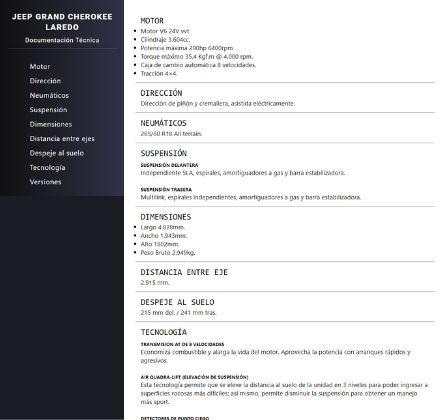 JEEP GRAND CHEROKEE
LAREDO
Documentación Técnica
Motor
Dirección
Neumáticos
Suspensión
Dimensiones
Distancia entre ejes
Despeje al suelo
Tecnología
Versiones
MOTOR
Motor V6 24V vvt
Cilindraje 3.604cc.
Potencia máxima 290hp 6400rpm
Torque máximo 35.4 Kgf.m @ 4.000 rpm.
Caja de cambio automática 8 velocidades.
Tracción 4×4.
DIRECCIÓN
Dirección de piñón y cremallera, asistida eléctricamente.
NEUMÁTICOS
265/60 R18 All terrain.
SUSPENSIÓN
SUSPENSIÓN DELANTERA
Independiente SLA, espirales, amortiguadores a gas y barra estabilizadora.
SUSPENSIÓN TRASERA
Multilink, espirales independientes, amortiguadores a gas y barra estabilizadora.
DIMENSIONES
Largo 4.828mm.
Ancho 1.943mm.
Alto 1802mm.
Peso Bruto 2.949kg.
DISTANCIA ENTRE EJE
2.915 mm.
DESPEJE AL SUELO
215 mm del. / 241 mm tras.
TECNOLOGÍA
TRANSMISION AT DE 8 VELOCIDADES
Economiza combustible y alarga la vida del motor. Aprovecha la potencia con arranques rápidos y
agresivos.
AIR QUADRA-LIFT (ELEVACIÓN DE SUSPENSIÓN)
Esta tecnología permite que se eleve la distancia al suelo de la unidad en 3 niveles para poder ingresar a
superficies rocosas más difíciles; así mismo, permite disminuir la suspensión para obtener un manejo
más sport.
DETECTORES DE PUNTO CIEGO